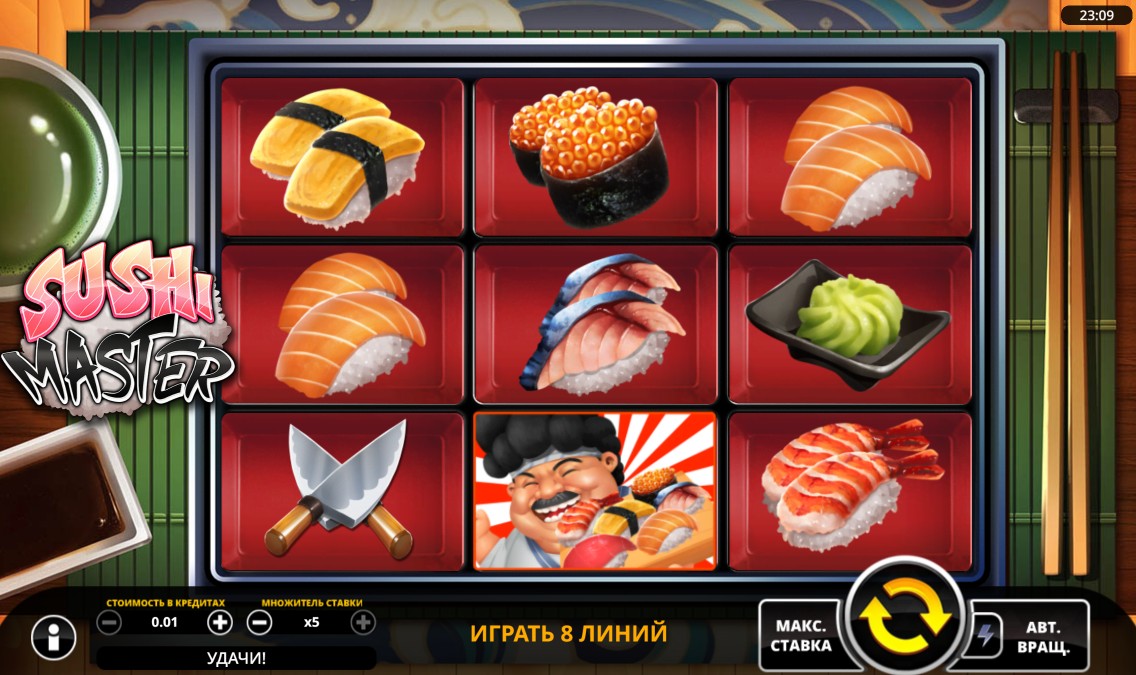 23:09
SUSHI
MASTER
СТОИМОСТЬ В КРЕДИТАХ
МНОЖИТЕЛЬ СТАВКИ
0.01
x5
УДАЧИ!
ИГРАТЬ 8 ЛИНИЙ
МАКС.
СТАВКА
АВТ.
ВРАЩ.